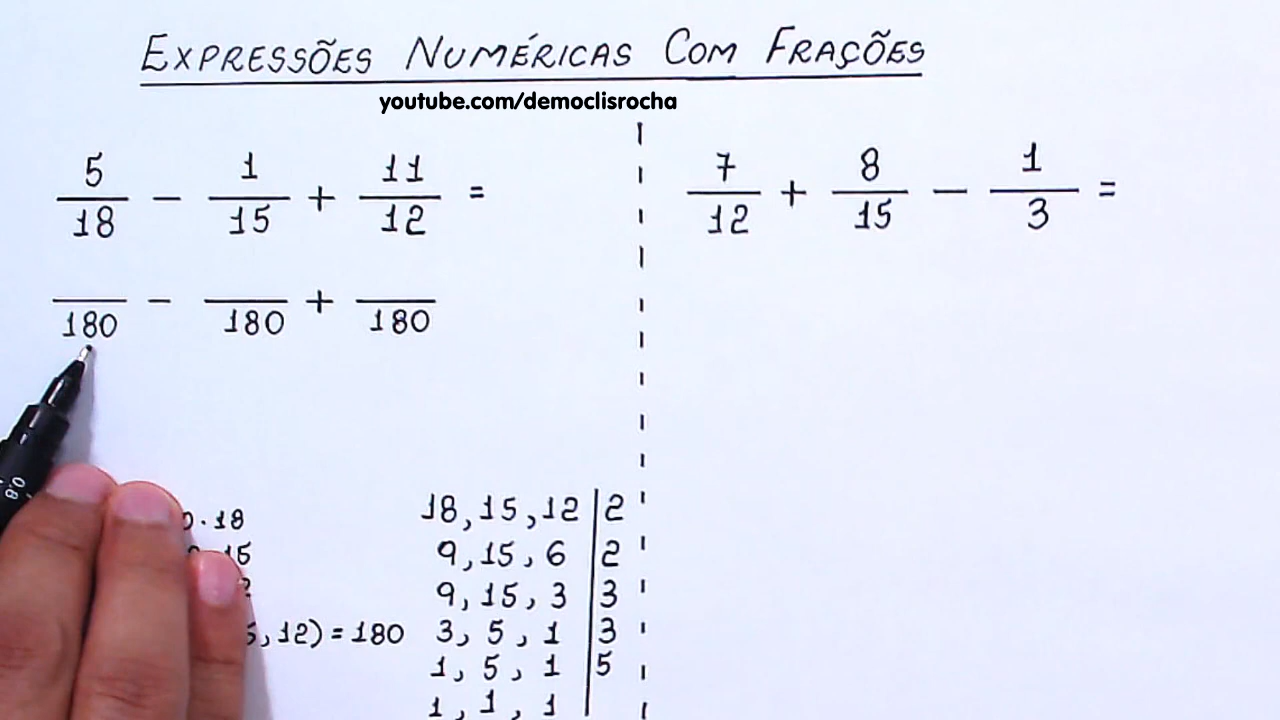 EXPRESSÕES NUMÉRICAS COM FRAÇÕES
youtube.com/democlisrocha
5/18 - 1/15 + 11/12 =
/180 - /180 + /180
7/12 + 8/15 - 1/3 =
. 18
15
, 12) = 180
18, 15, 12 | 2
9, 15, 6 | 2
9, 15, 3 | 3
3, 5, 1 | 3
1, 5, 1 | 5
1, 1, 1
0.8